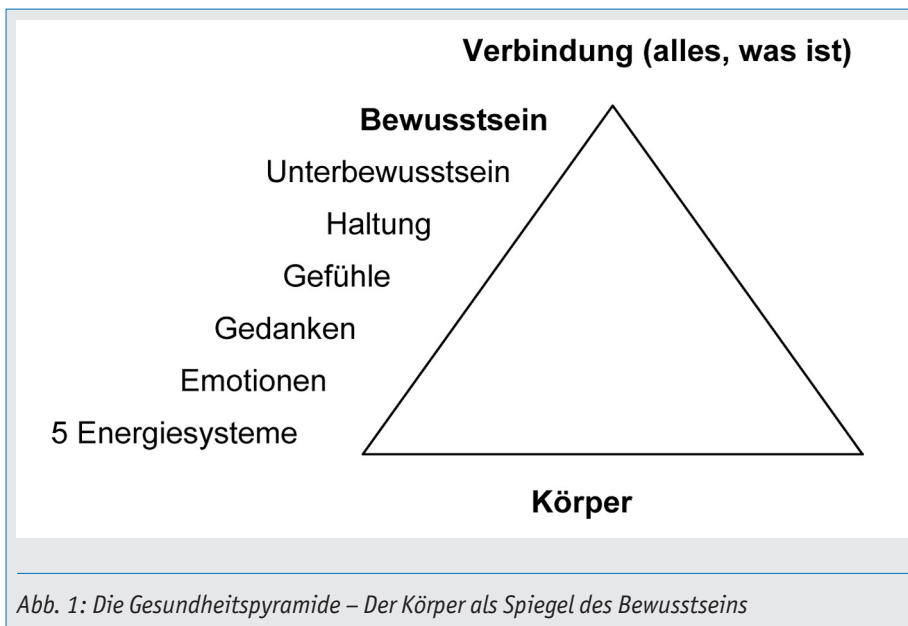 Verbindung (alles, was ist)
Bewusstsein
Unterbewusstsein
Haltung
Gefühle
Gedanken
Emotionen
5 Energiesysteme
Körper
Abb. 1: Die Gesundheitspyramide – Der Körper als Spiegel des Bewusstseins